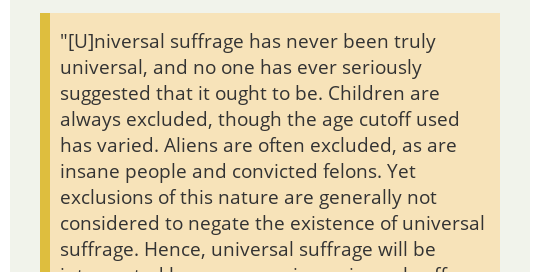 "[U]niversal suffrage has never been truly
universal, and no one has ever seriously
suggested that it ought to be. Children are
always excluded, though the age cutoff used
has varied. Aliens are often excluded, as are
insane people and convicted felons. Yet
exclusions of this nature are generally not
considered to negate the existence of universal
suffrage. Hence, universal suffrage will be